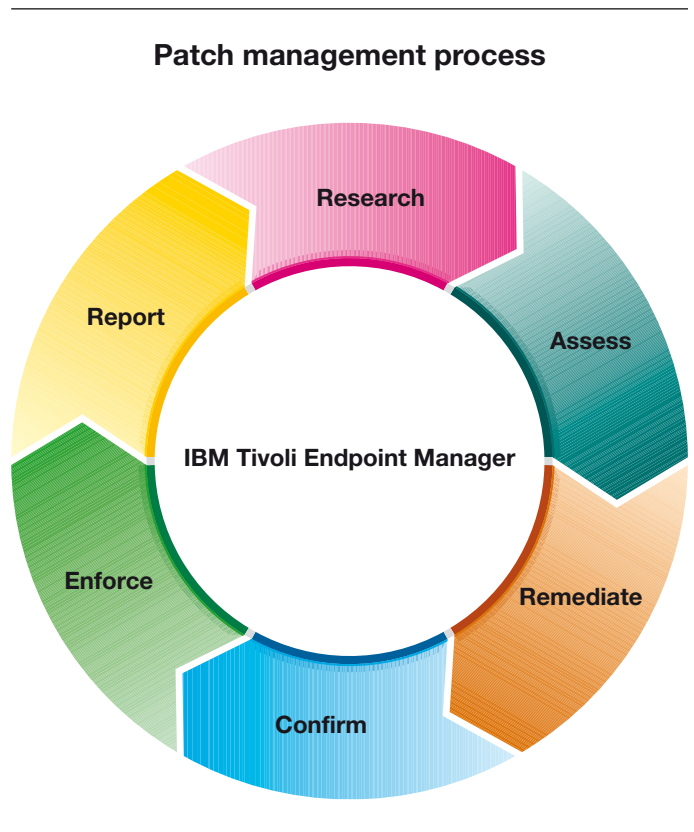 Patch management process
Research
Assess
Remediate
Confirm
Enforce
Report
IBM Tivoli Endpoint Manager